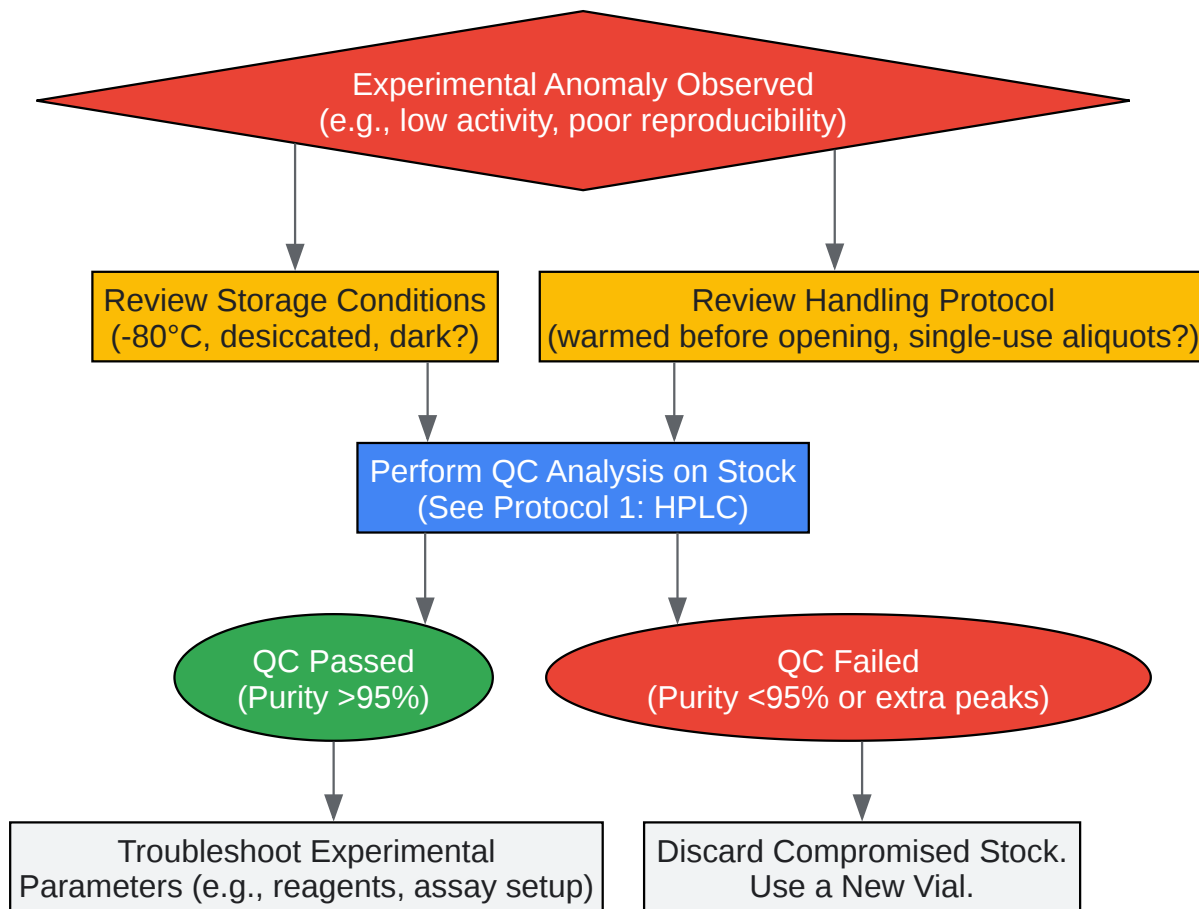 Experimental Anomaly Observed
(e.g., low activity, poor reproducibility)
Review Storage Conditions
(-80°C, desiccated, dark?)
Review Handling Protocol
(warmed before opening, single-use aliquots?)
Perform QC Analysis on Stock
(See Protocol 1: HPLC)
QC Passed
(Purity >95%)
QC Failed
(Purity <95% or extra peaks)
Troubleshoot Experimental
Parameters (e.g., reagents, assay setup)
Discard Compromised Stock.
Use a New Vial.